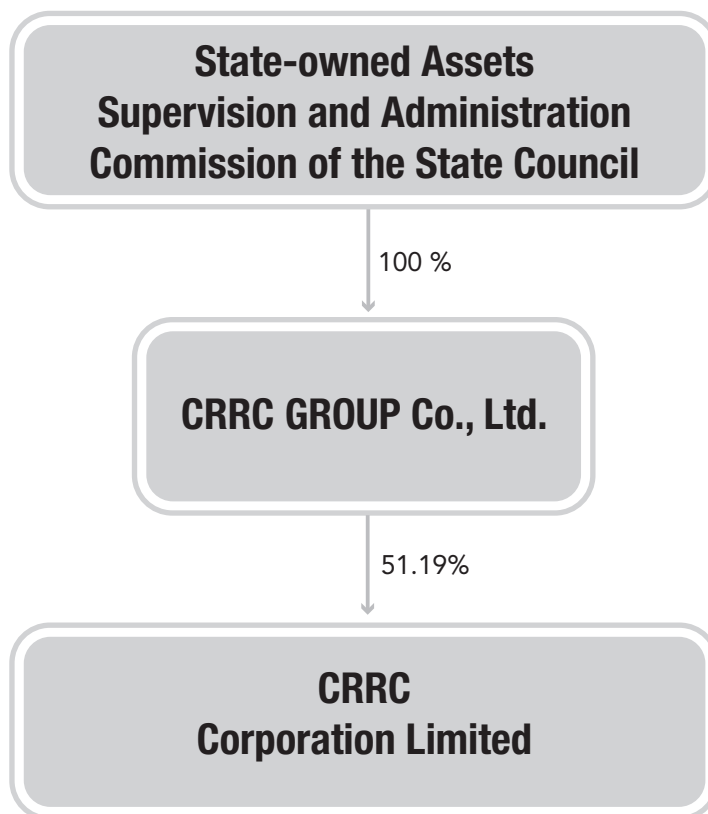 State-owned Assets
Supervision and Administration
Commission of the State Council
100 %
CRRC GROUP Co., Ltd.
51.19%
CRRC
Corporation Limited